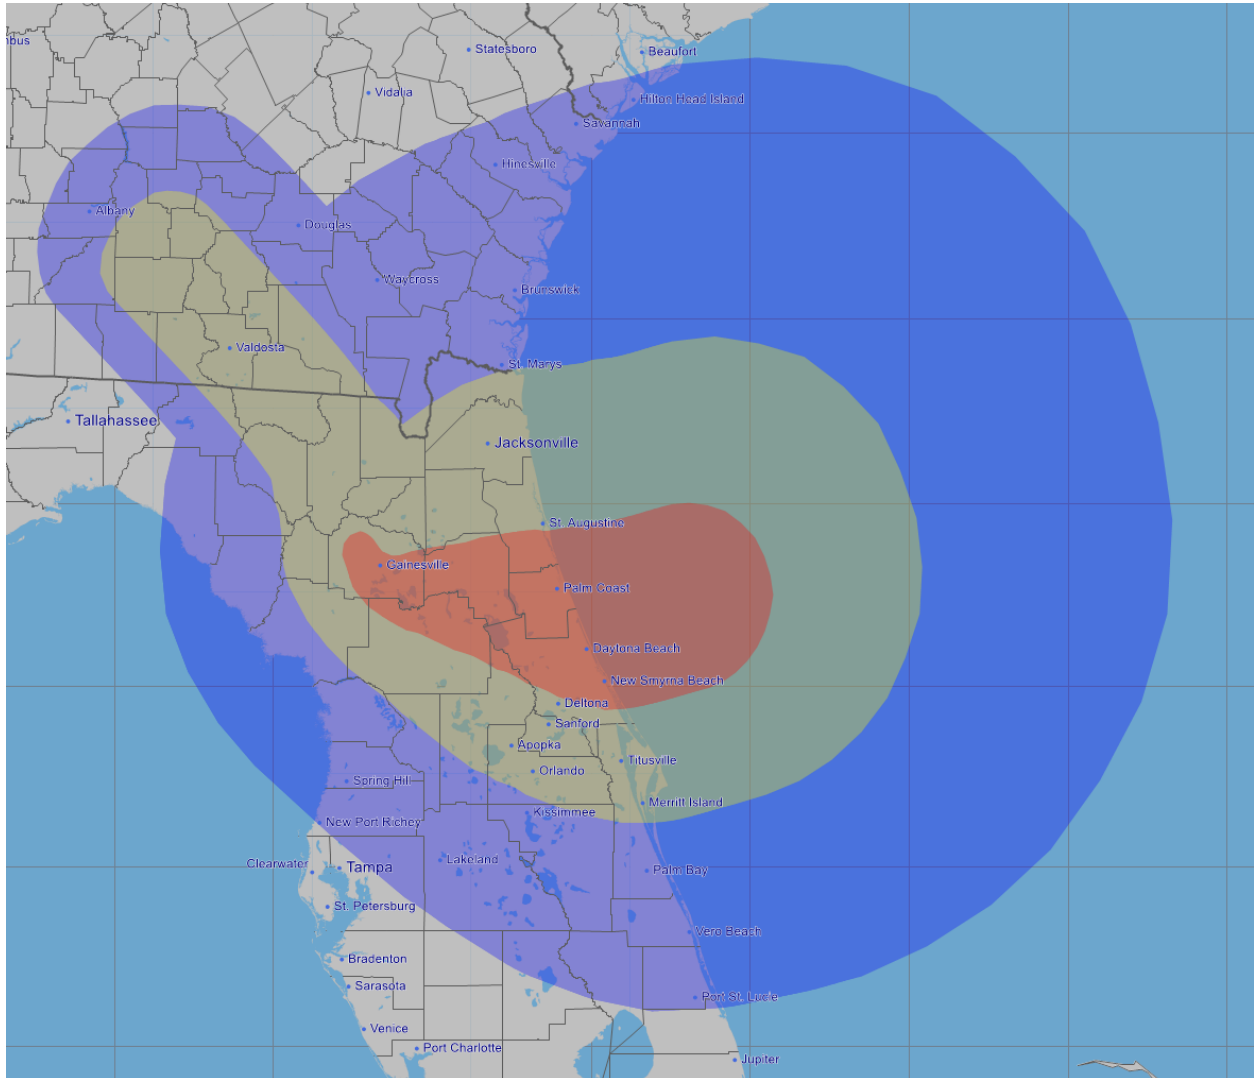 nbus
Statesboro
Beaufort
Vidalia
Hilton Head Island
Savannah
Hinesville
Albany
Douglas
Waycross
Brunswick
Valdosta
St. Marys
Tallahassee
Jacksonville
St. Augustine
Gainesville
Palm Coast
Daytona Beach
New Smyrna Beach
Deltona
Sanford
Apopka
Titusville
Orlando
Spring Hill
Merritt Island
Kissimmee
New Port Richey
Lakeland
Clearwater
Tampa
Palm Bay
St. Petersburg
Vero Beach
Bradenton
Sarasota
Port St. Lucie
Venice
Port Charlotte
Jupiter